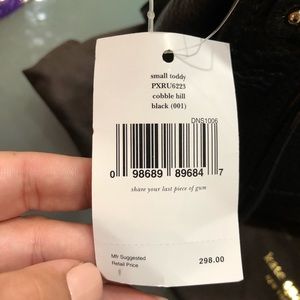 small toddy
PXRU6223
cobble hill
black (001)
DNS1006
0 98689 89684 7
share your last piece of gum
Mfr Suggested
Retail Price
298.00
kate